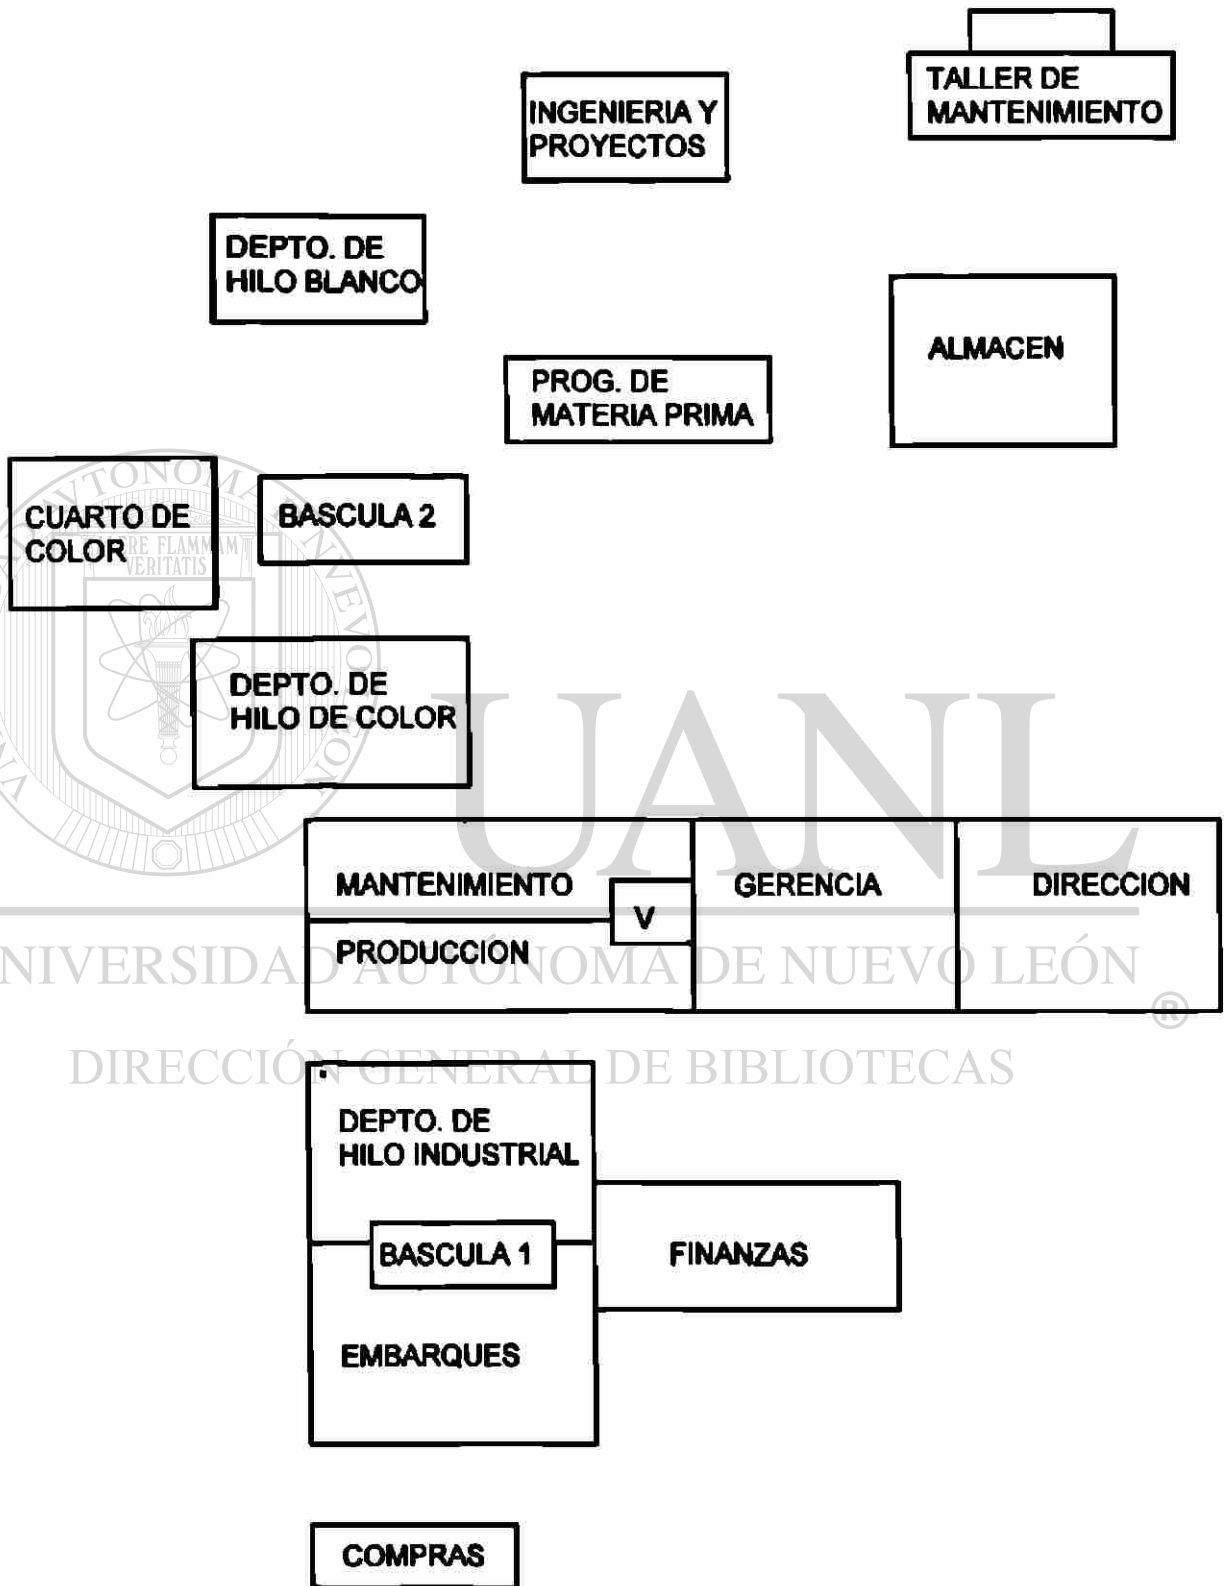 TALLER DE
MANTENIMIENTO
INGENIERIA Y
PROYECTOS
DEPTO. DE
HILO BLANCO
ALMACEN
PROG. DE
MATERIA PRIMA
CUARTO DE
COLOR
BASCULA 2
DEPTO. DE
HILO DE COLOR
UANL
MANTENIMIENTO
GERENCIA
DIRECCION
V
PRODUCCION
NIVERSIDAD AUTÓNOMA DE NUEVO LEÓN
®
DIRECCIÓN GENERAL DE BIBLIOTECAS
DEPTO. DE
HILO INDUSTRIAL
BASCULA 1
FINANZAS
EMBARQUES
COMPRAS